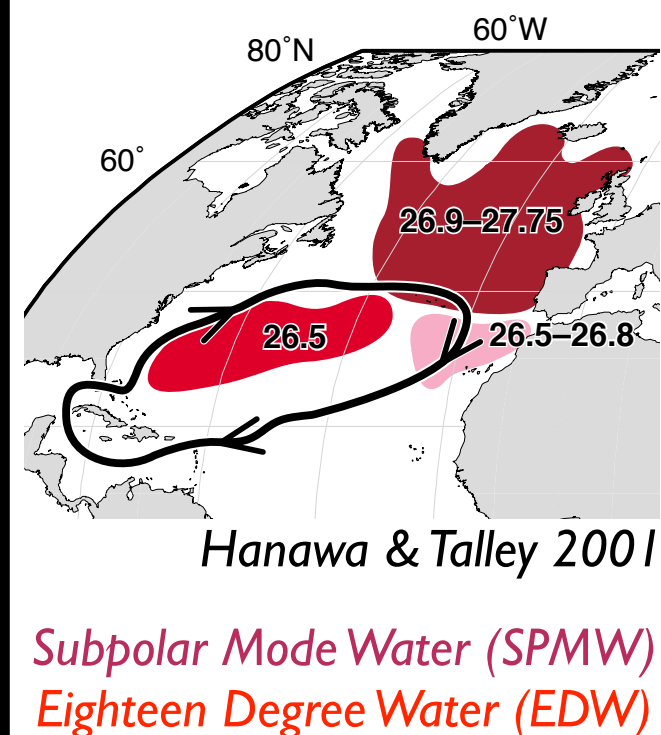 60˚W
80˚N
60˚
26.9–27.75
26.5
26.5–26.8
Hanawa & Talley 2001
Subpolar Mode Water (SPMW)
Eighteen Degree Water (EDW)